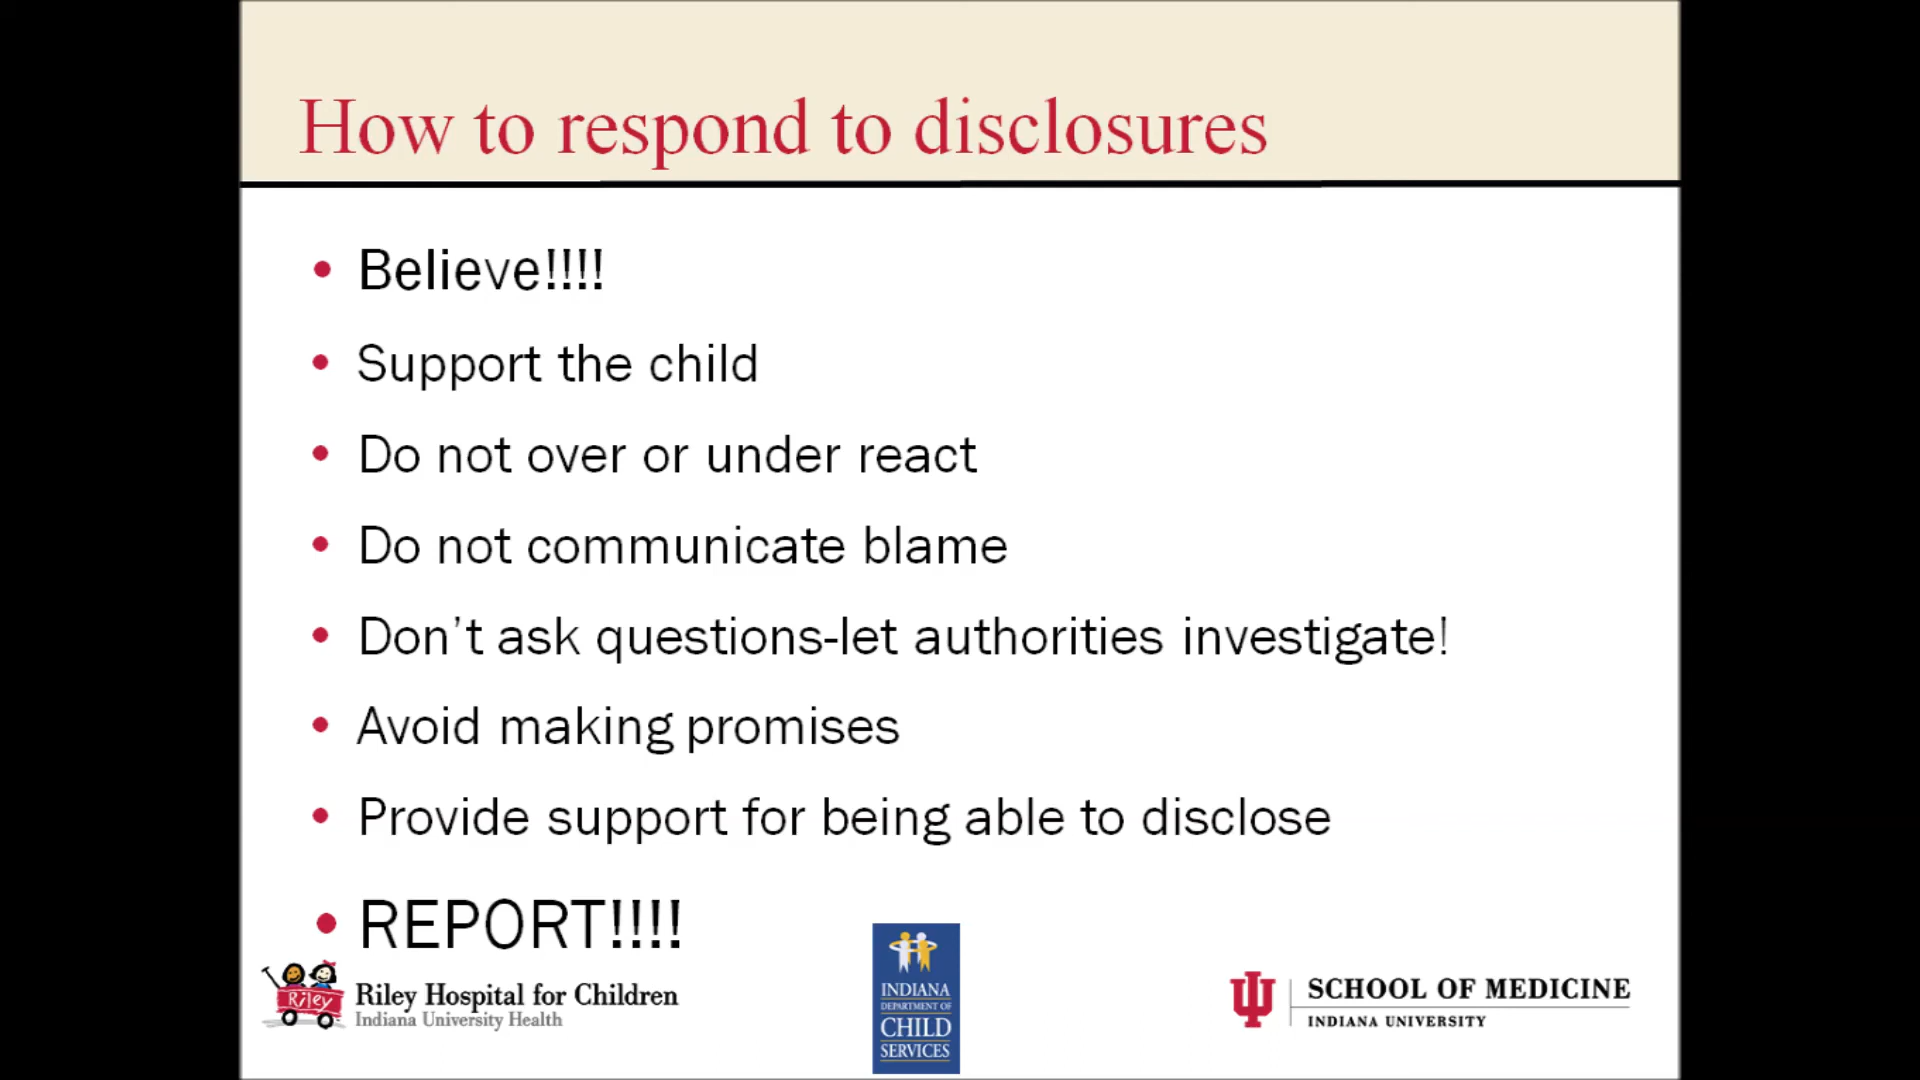 How to respond to disclosures
• Believe!!!!
• Support the child
• Do not over or under react
• Do not communicate blame
• Don't ask questions-let authorities investigate!
• Avoid making promises
• Provide support for being able to disclose
• REPORT!!!!
Riley
Riley Hospital for Children
Indiana University Health
INDIANA
DEPARTMENT OF
CHILD
SERVICES
SCHOOL OF MEDICINE
INDIANA UNIVERSITY